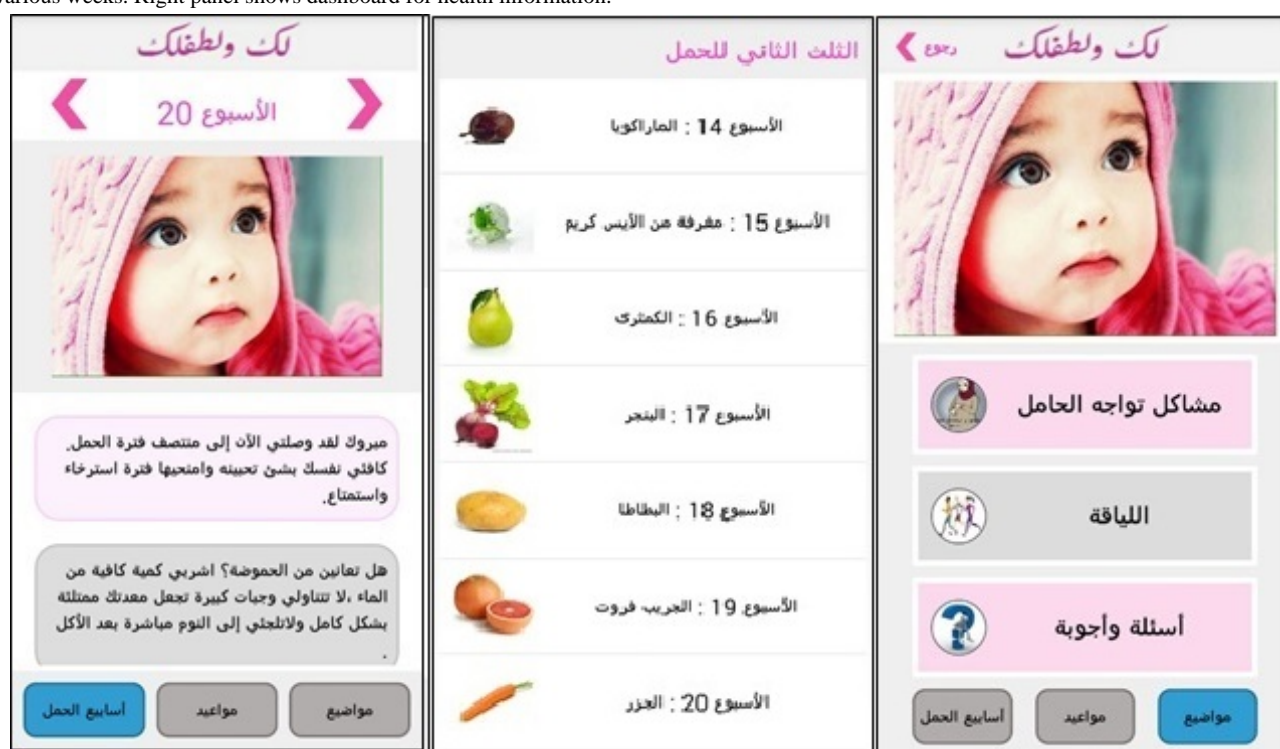 various weeks. Right panel shows dashboard for health information.
لك ولطفلك
الأسبوع 20
مبروك لقد وصلتي الآن إلى منتصف فترة الحمل.
كافئي نفسك بشئ تحبينه وامنحيها فترة استرخاء
واستمتاع.
هل تعانين من الحموضة؟ اشربي كمية كافية من
الماء ،لا تتناولي وجبات كبيرة تجعل معدتك ممتلئة
بشكل كامل ولاتلجئي إلى النوم مباشرة بعد الأكل
.
مواضيع
مواعيد
أسابيع الحمل
الثلث الثاني للحمل
الأسبوع 14 : الماراكويا
الأسبوع 15 : مغرفة من الأيس كريم
الأسبوع 16 : الكمثرى
الأسبوع 17 : البنجر
الأسبوع 18 : البطاطا
الأسبوع 19 : الجريب فروت
الأسبوع 20 : الجزر
لك ولطفلك
رجوع
مشاكل تواجه الحامل
اللياقة
أسئلة وأجوبة
مواضيع
مواعيد
أسابيع الحمل